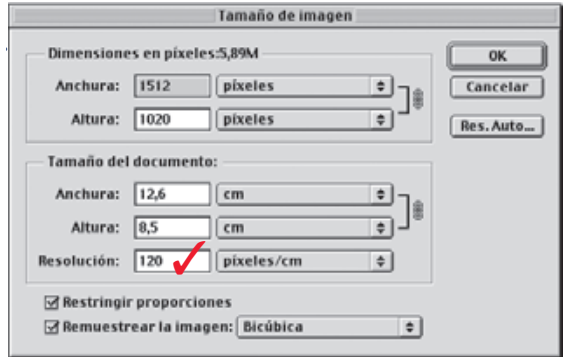 Tamaño de imagen
Dimensiones en píxeles:5,89M
Anchura: 1512 píxeles
Altura: 1020 píxeles
OK
Cancelar
Res. Auto...
Tamaño del documento:
Anchura: 12,6 cm
Altura: 8,5 cm
Resolución: 120 píxeles/cm
Restringir proporciones
Remuestrear la imagen: Bicúbica